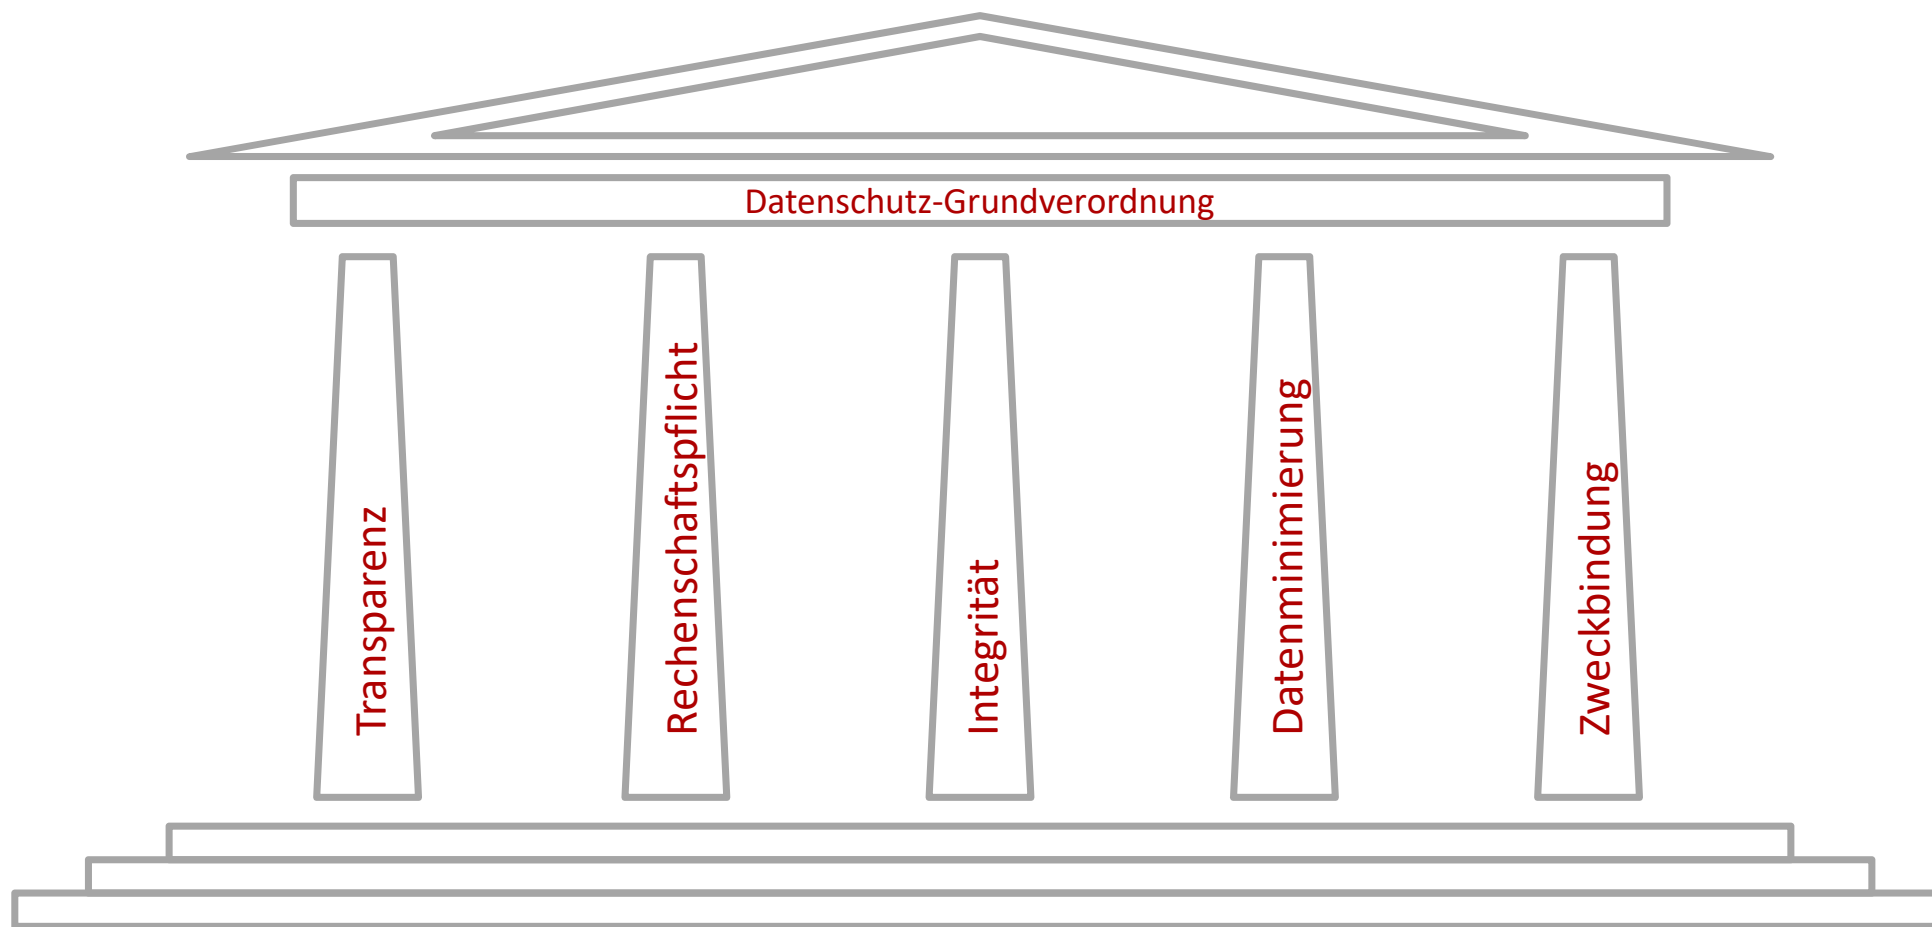 Datenschutz-Grundverordnung
Transparenz
Rechenschaftspflicht
Integrität
Datenminimierung
Zweckbindung